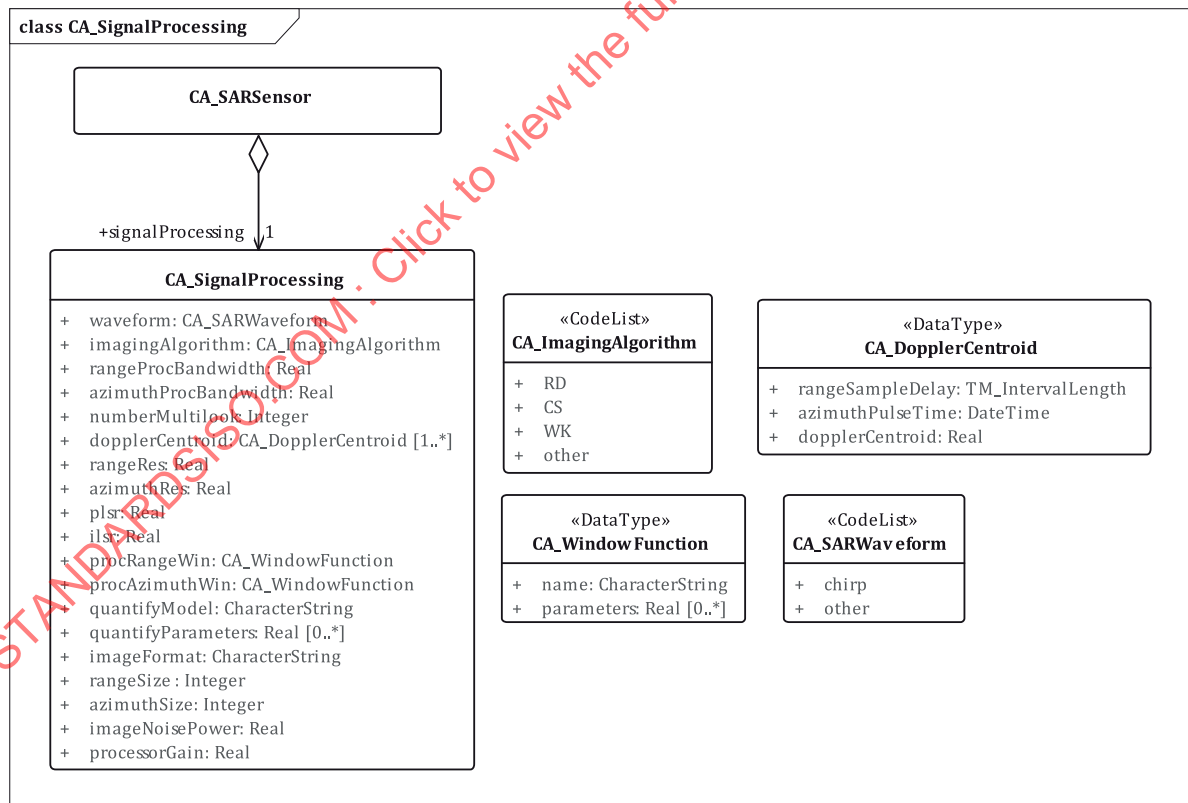 class CA_SignalProcessing
CA_SARSensor
+signalProcessing 1
CA_SignalProcessing
+ waveform: CA_SARWaveform
+ imagingAlgorithm: CA_ImagingAlgorithm
+ rangeProcBandwidth: Real
+ azimuthProcBandwidth: Real
+ numberMultilook: Integer
+ dopplerCentroid: CA_DopplerCentroid [1..*]
+ rangeRes: Real
+ azimuthRes: Real
+ plsr: Real
+ ilsr: Real
+ procRangeWin: CA_WindowFunction
+ procAzimuthWin: CA_WindowFunction
+ quantifyModel: CharacterString
+ quantifyParameters: Real [0..*]
+ imageFormat: CharacterString
+ rangeSize : Integer
+ azimuthSize: Integer
+ imageNoisePower: Real
+ processorGain: Real
«CodeList»
CA_ImagingAlgorithm
+ RD
+ CS
+ WK
+ other
«DataType»
CA_DopplerCentroid
+ rangeSampleDelay: TM_IntervalLength
+ azimuthPulseTime: DateTime
+ dopplerCentroid: Real
«DataType»
CA_WindowFunction
+ name: CharacterString
+ parameters: Real [0..*]
«CodeList»
CA_SARWaveform
+ chirp
+ other
STANDARDSISO.COM : Click to view the